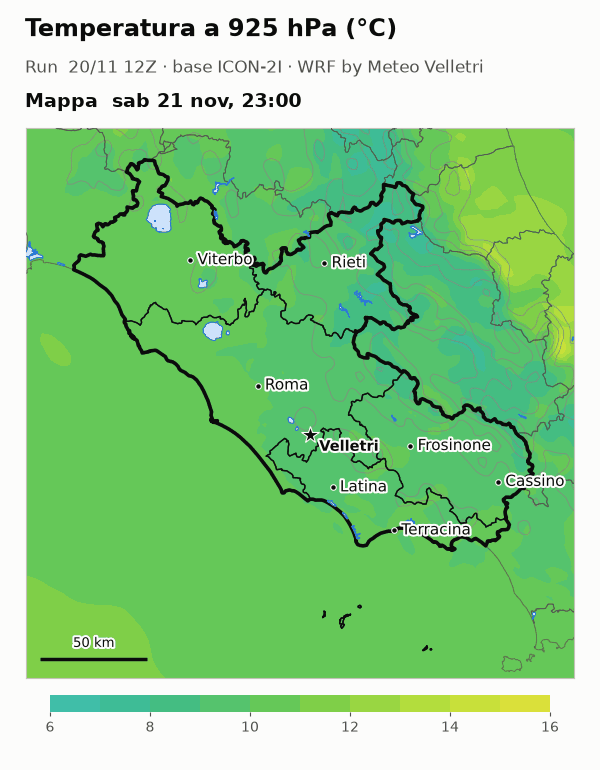 Temperatura a 925 hPa (°C)
Run  20/11 12Z · base ICON-2I · WRF by Meteo Velletri
Mappa  sab 21 nov, 23:00
Viterbo
Rieti
Roma
Velletri
Frosinone
Cassino
Latina
Terracina
50 km
6 8 10 12 14 16